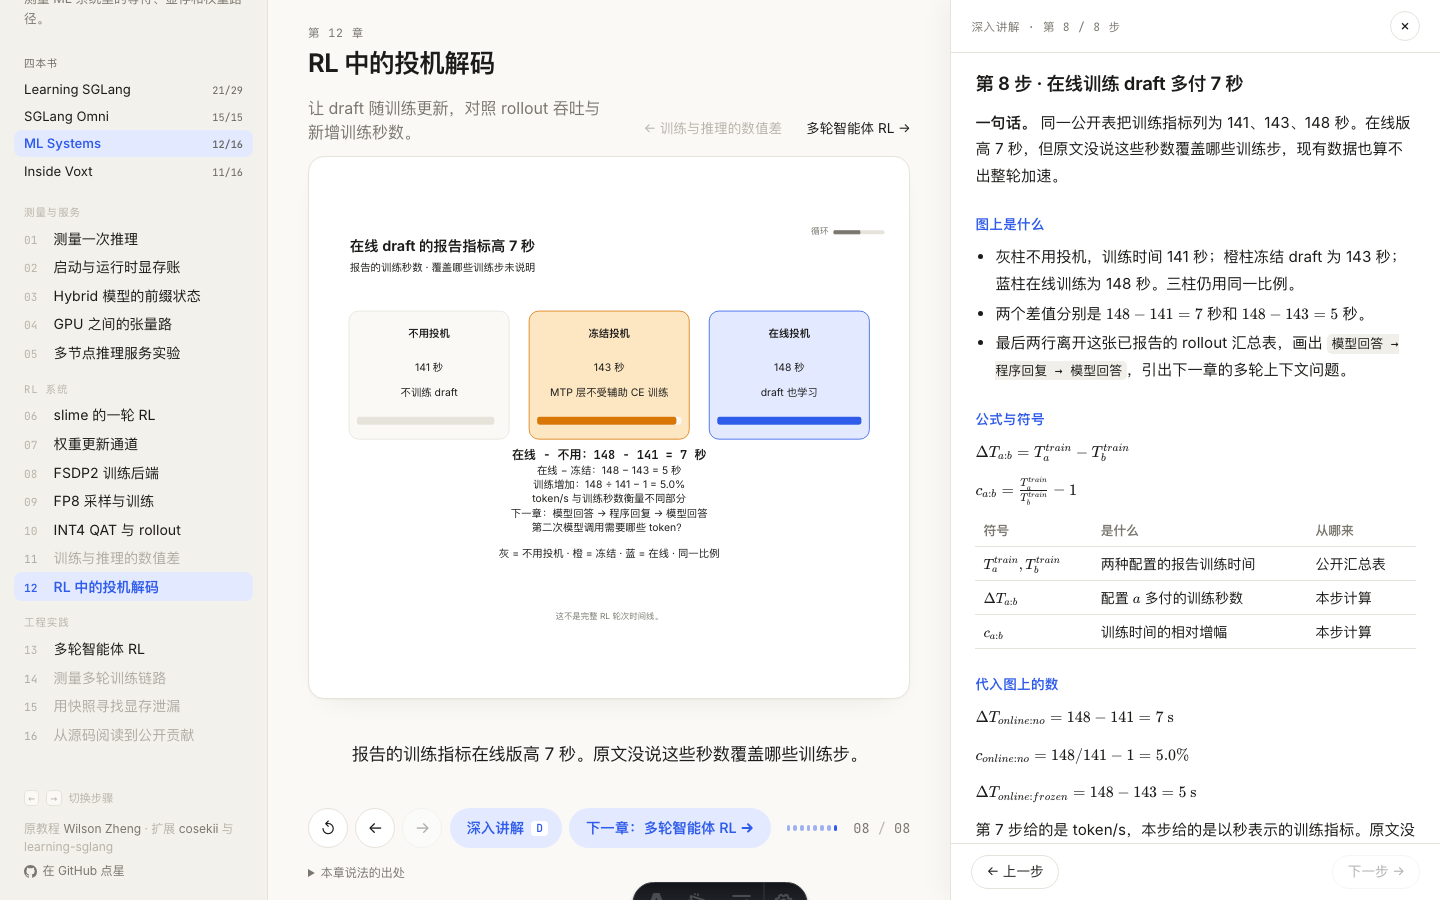 测量 ML 系统里的等待、显存和权重路
径。
四本书
Learning SGLang 21/29
SGLang Omni 15/15
ML Systems 12/16
Inside Voxt 11/16
测量与服务
01 测量一次推理
02 启动与运行时显存账
03 Hybrid 模型的前缀状态
04 GPU 之间的张量路
05 多节点推理服务实验
RL 系统
06 slime 的一轮 RL
07 权重更新通道
08 FSDP2 训练后端
09 FP8 采样与训练
10 INT4 QAT 与 rollout
11 训练与推理的数值差
12 RL 中的投机解码
工程实践
13 多轮智能体 RL
14 测量多轮训练链路
15 用快照寻找显存泄漏
16 从源码阅读到公开贡献
← → 切换步骤
原教程 Wilson Zheng · 扩展 cosekii 与
learning-sglang
在 GitHub 点星
第 12 章
RL 中的投机解码
让 draft 随训练更新，对照 rollout 吞吐与
新增训练秒数。
← 训练与推理的数值差 多轮智能体 RL →
循环
在线 draft 的报告指标高 7 秒
报告的训练秒数 · 覆盖哪些训练步未说明
不用投机
141 秒
不训练 draft
冻结投机
143 秒
MTP 层不受辅助 CE 训练
在线投机
148 秒
draft 也学习
在线 - 不用：148 - 141 = 7 秒
在线 − 冻结：148 − 143 = 5 秒
训练增加：148 ÷ 141 − 1 = 5.0%
token/s 与训练秒数衡量不同部分
下一章：模型回答 → 程序回复 → 模型回答
第二次模型调用需要哪些 token?
灰 = 不用投机 · 橙 = 冻结 · 蓝 = 在线 · 同一比例
这不是完整 RL 轮次时间线。
报告的训练指标在线版高 7 秒。原文没说这些秒数覆盖哪些训练步。
深入讲解 D 下一章：多轮智能体 RL → 08 / 08
▶ 本章说法的出处
深入讲解 · 第 8 / 8 步
第 8 步 · 在线训练 draft 多付 7 秒
一句话。 同一公开表把训练指标列为 141、143、148 秒。在线版
高 7 秒，但原文没说这些秒数覆盖哪些训练步，现有数据也算不
出整轮加速。
图上是什么
• 灰柱不用投机，训练时间 141 秒；橙柱冻结 draft 为 143 秒；
蓝柱在线训练为 148 秒。三柱仍用同一比例。
• 两个差值分别是 148 − 141 = 7 秒和 148 − 143 = 5 秒。
• 最后两行离开这张已报告的 rollout 汇总表，画出 模型回答 →
程序回复 → 模型回答，引出下一章的多轮上下文问题。
公式与符号
ΔT_{a:b} = T_a^{train} − T_b^{train}
c_{a:b} = T_a^{train} / T_b^{train} − 1
符号 是什么 从哪来
T_a^{train}, T_b^{train} 两种配置的报告训练时间 公开汇总表
ΔT_{a:b} 配置 a 多付的训练秒数 本步计算
c_{a:b} 训练时间的相对增幅 本步计算
代入图上的数
ΔT_{online:no} = 148 − 141 = 7 s
c_{online:no} = 148/141 − 1 = 5.0%
ΔT_{online:frozen} = 148 − 143 = 5 s
第 7 步给的是 token/s，本步给的是以秒表示的训练指标。原文没
← 上一步 下一步 →